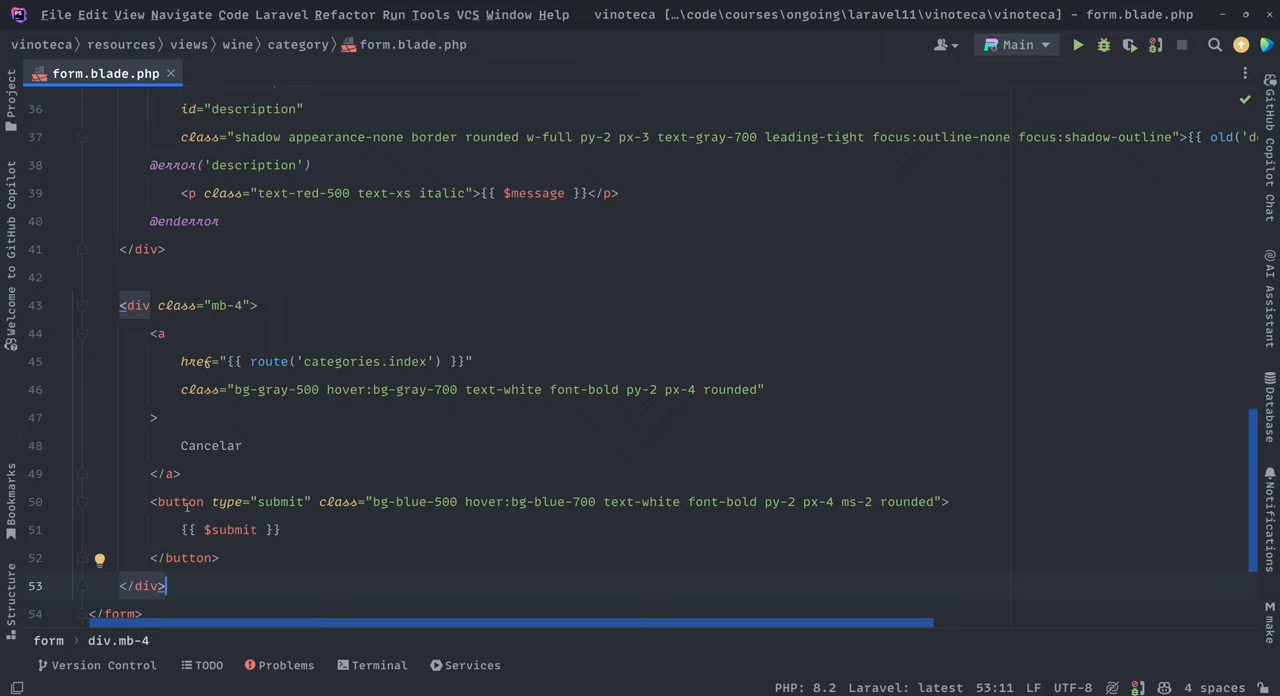 File Edit View Navigate Code Laravel Refactor Run Tools VCS Window Help vinoteca […\code\courses\ongoing\laravel11\vinoteca\vinoteca] – form.blade.php
vinoteca resources views wine category form.blade.php Main
form.blade.php
36 id="description"
37 class="shadow appearance-none border rounded w-full py-2 px-3 text-gray-700 leading-tight focus:outline-none focus:shadow-outline">{{ old('de
38 @error('description')
39 <p class="text-red-500 text-xs italic">{{ $message }}</p>
40 @enderror
41 </div>
42
43 <div class="mb-4">
44 <a
45 href="{{ route('categories.index') }}"
46 class="bg-gray-500 hover:bg-gray-700 text-white font-bold py-2 px-4 rounded"
47 >
48 Cancelar
49 </a>
50 <button type="submit" class="bg-blue-500 hover:bg-blue-700 text-white font-bold py-2 px-4 ms-2 rounded">
51 {{ $submit }}
52 </button>
53 </div>
54 </form>
form > div.mb-4
Version Control TODO Problems Terminal Services
PHP: 8.2 Laravel: latest 53:11 LF UTF-8 4 spaces
Project
Welcome to GitHub Copilot
Bookmarks
Structure
GitHub Copilot Chat
AI Assistant
Database
Notifications
M make